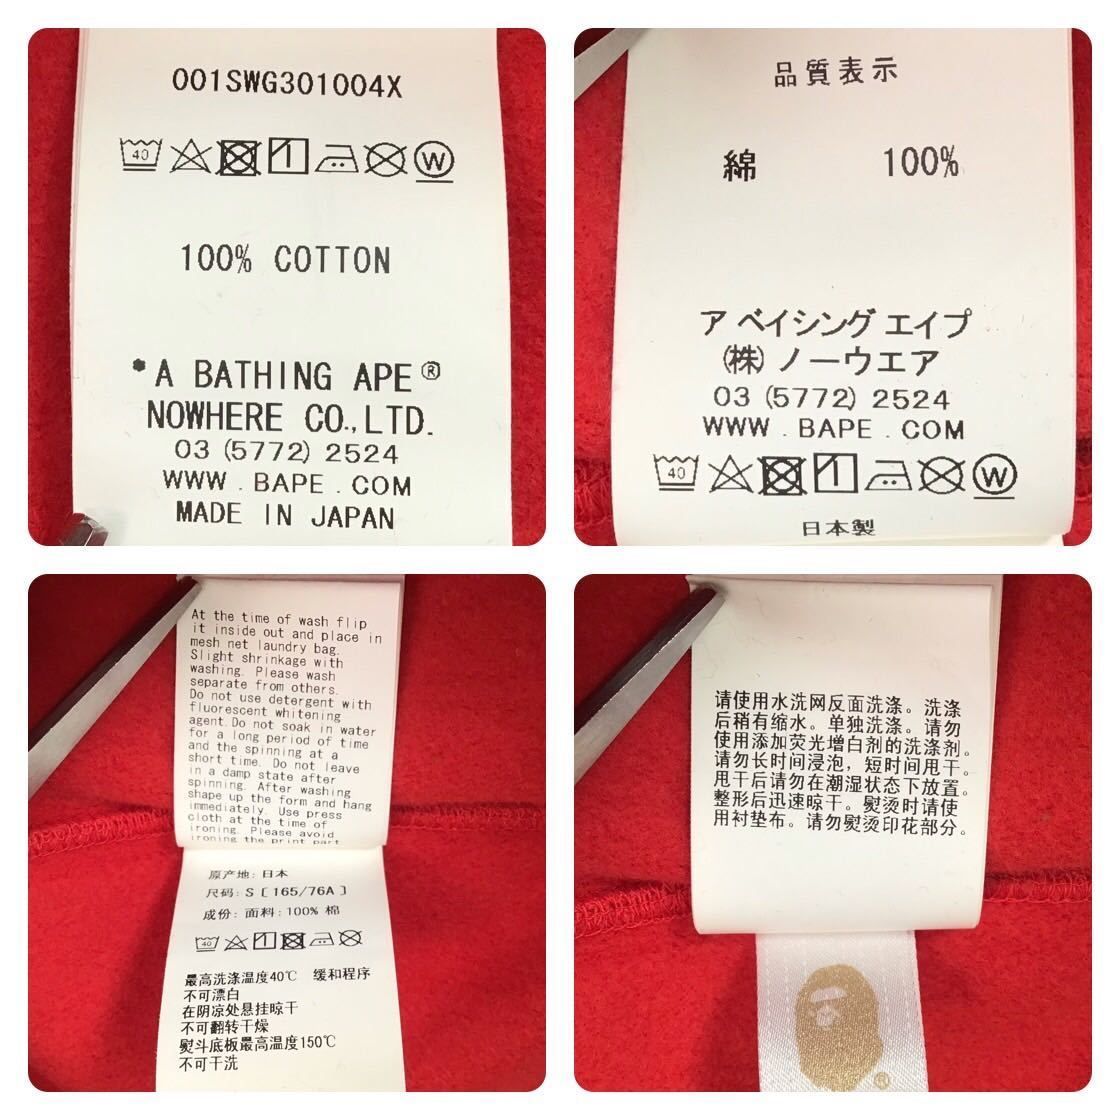 001SWG301004X
40 W
100% COTTON
*A BATHING APE®
NOWHERE CO.,LTD.
03 (5772) 2524
WWW . BAPE . COM
MADE IN JAPAN
品質表示
綿 100%
ア ベイシング エイプ
(株) ノーウエア
03 (5772) 2524
WWW . BAPE . COM
40 W
日本製
At the time of wash flip
it inside out and place in
mesh net laundry bag.
Slight shrinkage with
washing. Please wash
separate from others.
Do not use detergent with
fluorescent whitening
agent.Do not soak in water
for a long period of time
and the spinning at a
short time. Do not leave
in a damp state after
spinning. After washing
shape up the form and hang
immediately. Use press
cloth at the time of
ironing. Please avoid
ironing the print part
原产地: 日本
尺码: S [165/76A]
成份: 面料: 100% 棉
40
最高洗涤温度40℃ 缓和程序
不可漂白
在阴凉处悬挂晾干
不可翻转干燥
熨斗底板最高温度150℃
不可干洗
请使用水洗网反面洗涤。洗涤
后稍有缩水。单独洗涤。请勿
使用添加荧光增白剂的洗涤剂。
请勿长时间浸泡，短时间甩干。
甩干后请勿在潮湿状态下放置。
整形后迅速晾干。熨烫时请使
用衬垫布。请勿熨烫印花部分。
®